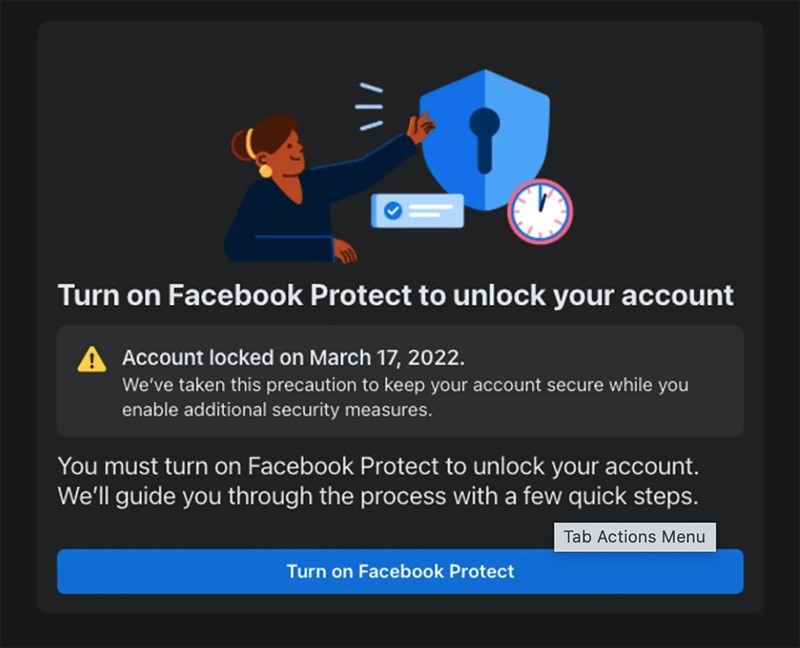 Turn on Facebook Protect to unlock your account
Account locked on March 17, 2022.
We've taken this precaution to keep your account secure while you
enable additional security measures.
You must turn on Facebook Protect to unlock your account.
We'll guide you through the process with a few quick steps.
Tab Actions Menu
Turn on Facebook Protect